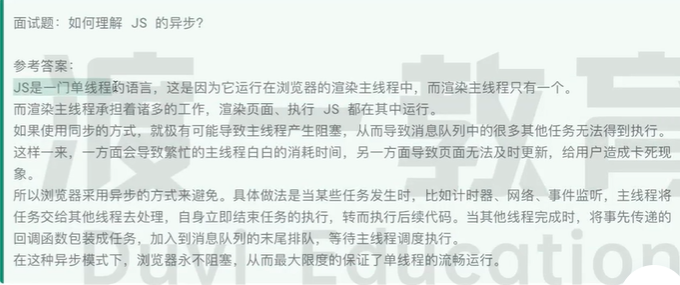 面试题：如何理解 JS 的异步？
参考答案：
JS是一门单线程的语言，这是因为它运行在浏览器的渲染主线程中，而渲染主线程只有一个。
而渲染主线程承担着诸多的工作，渲染页面、执行 JS 都在其中运行。
如果使用同步的方式，就极有可能导致主线程产生阻塞，从而导致消息队列中的很多其他任务无法得到执行。
这样一来，一方面会导致繁忙的主线程白白的消耗时间，另一方面导致页面无法及时更新，给用户造成卡死现
象。
所以浏览器采用异步的方式来避免。具体做法是当某些任务发生时，比如计时器、网络、事件监听，主线程将
任务交给其他线程去处理，自身立即结束任务的执行，转而执行后续代码。当其他线程完成时，将事先传递的
回调函数包装成任务，加入到消息队列的末尾排队，等待主线程调度执行。
在这种异步模式下，浏览器永不阻塞，从而最大限度的保证了单线程的流畅运行。
渡一教育
Duyi Education